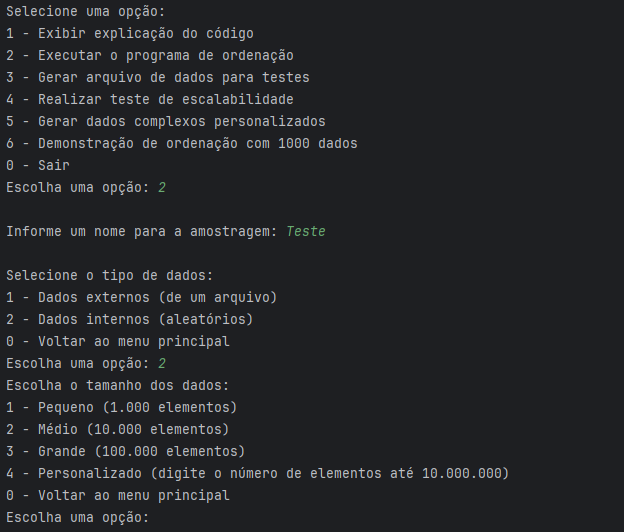 Selecione uma opção:
1 - Exibir explicação do código
2 - Executar o programa de ordenação
3 - Gerar arquivo de dados para testes
4 - Realizar teste de escalabilidade
5 - Gerar dados complexos personalizados
6 - Demonstração de ordenação com 1000 dados
0 - Sair
Escolha uma opção: 2
Informe um nome para a amostragem: Teste
Selecione o tipo de dados:
1 - Dados externos (de um arquivo)
2 - Dados internos (aleatórios)
0 - Voltar ao menu principal
Escolha uma opção: 2
Escolha o tamanho dos dados:
1 - Pequeno (1.000 elementos)
2 - Médio (10.000 elementos)
3 - Grande (100.000 elementos)
4 - Personalizado (digite o número de elementos até 10.000.000)
0 - Voltar ao menu principal
Escolha uma opção: